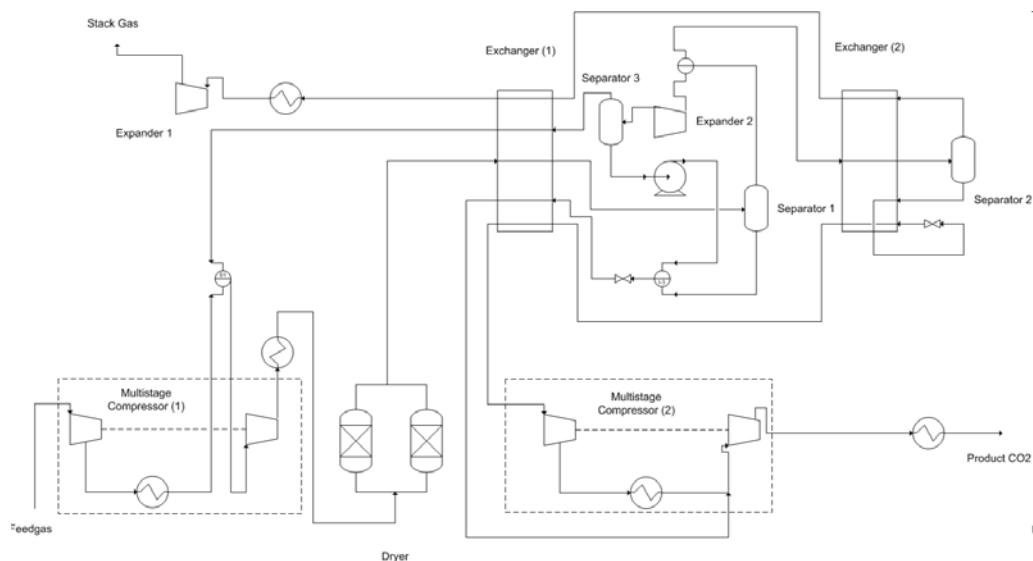 Stack Gas
Exchanger (1)
Exchanger (2)
Separator 3
Expander 1
Expander 2
Separator 1
Separator 2
Multistage
Compressor (1)
Multistage
Compressor (2)
Product CO2
Feedgas
Dryer